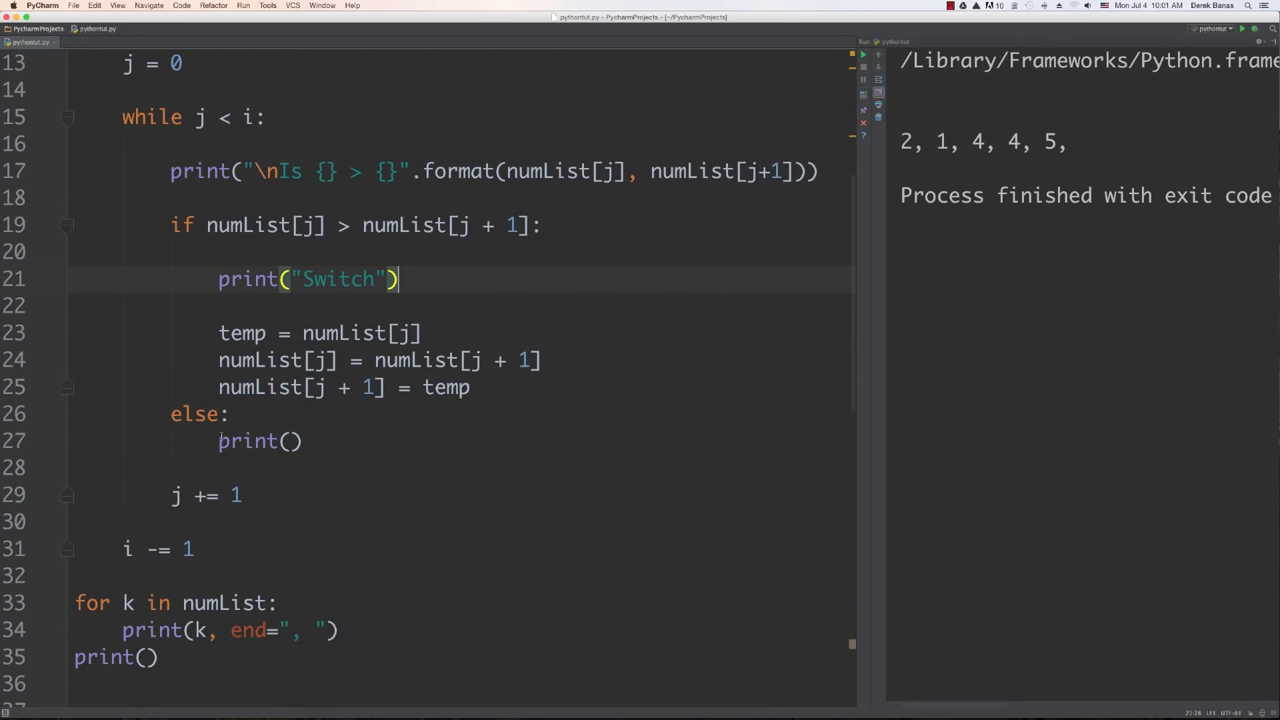 PyCharm File Edit View Navigate Code Refactor Run Tools VCS Window Help
10 Mon Jul 4 10:01 AM Derek Banas
pythontut.py - PycharmProjects - [~/PycharmProjects]
PycharmProjects pythontut.py
pythontut
pythontut.py
Run: pythontut
13 j = 0
14
15 while j < i:
16
17 print("\nIs {} > {}".format(numList[j], numList[j+1]))
18
19 if numList[j] > numList[j + 1]:
20
21 print("Switch")
22
23 temp = numList[j]
24 numList[j] = numList[j + 1]
25 numList[j + 1] = temp
26 else:
27 print()
28
29 j += 1
30
31 i -= 1
32
33 for k in numList:
34 print(k, end=", ")
35 print()
36
/Library/Frameworks/Python.frame
2, 1, 4, 4, 5,
Process finished with exit code
21:28 LF‡ UTF-8‡